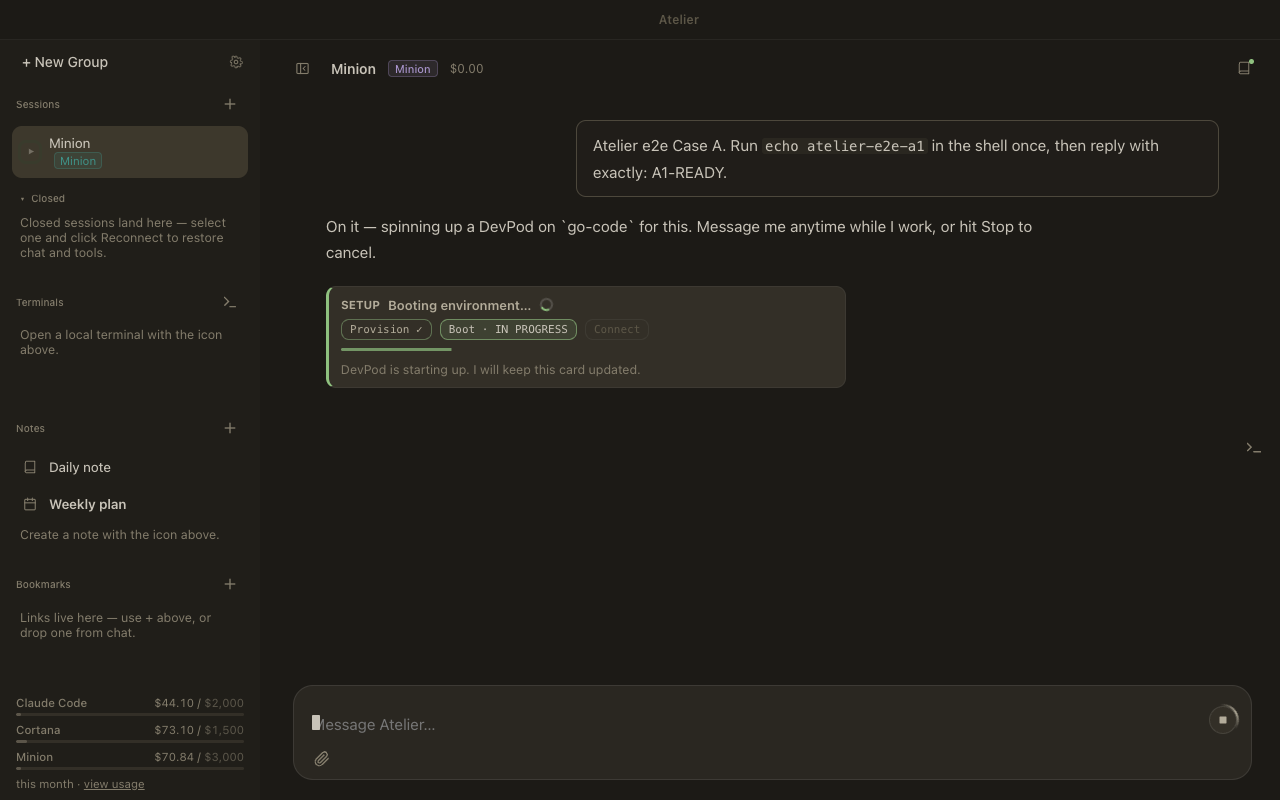 Atelier
+ New Group
Sessions
Minion
Minion
Closed
Closed sessions land here — select
one and click Reconnect to restore
chat and tools.
Terminals
Open a local terminal with the icon
above.
Notes
Daily note
Weekly plan
Create a note with the icon above.
Bookmarks
Links live here — use + above, or
drop one from chat.
Claude Code $44.10 / $2,000
Cortana $73.10 / $1,500
Minion $70.84 / $3,000
this month · view usage
Minion Minion $0.00
Atelier e2e Case A. Run echo atelier-e2e-a1 in the shell once, then reply with
exactly: A1-READY.
On it — spinning up a DevPod on `go-code` for this. Message me anytime while I work, or hit Stop to
cancel.
SETUP Booting environment...
Provision ✓ Boot · IN PROGRESS Connect
DevPod is starting up. I will keep this card updated.
Message Atelier...